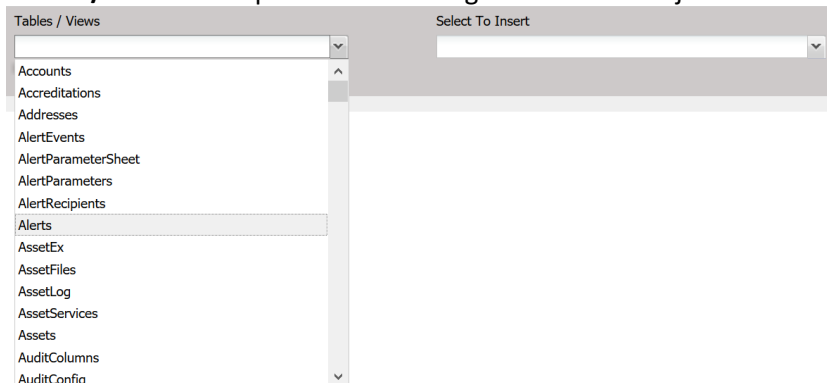 Tables / Views
Select To Insert
Accounts
Accreditations
Addresses
AlertEvents
AlertParameterSheet
AlertParameters
AlertRecipients
Alerts
AssetEx
AssetFiles
AssetLog
AssetServices
Assets
AuditColumns
AuditConfig